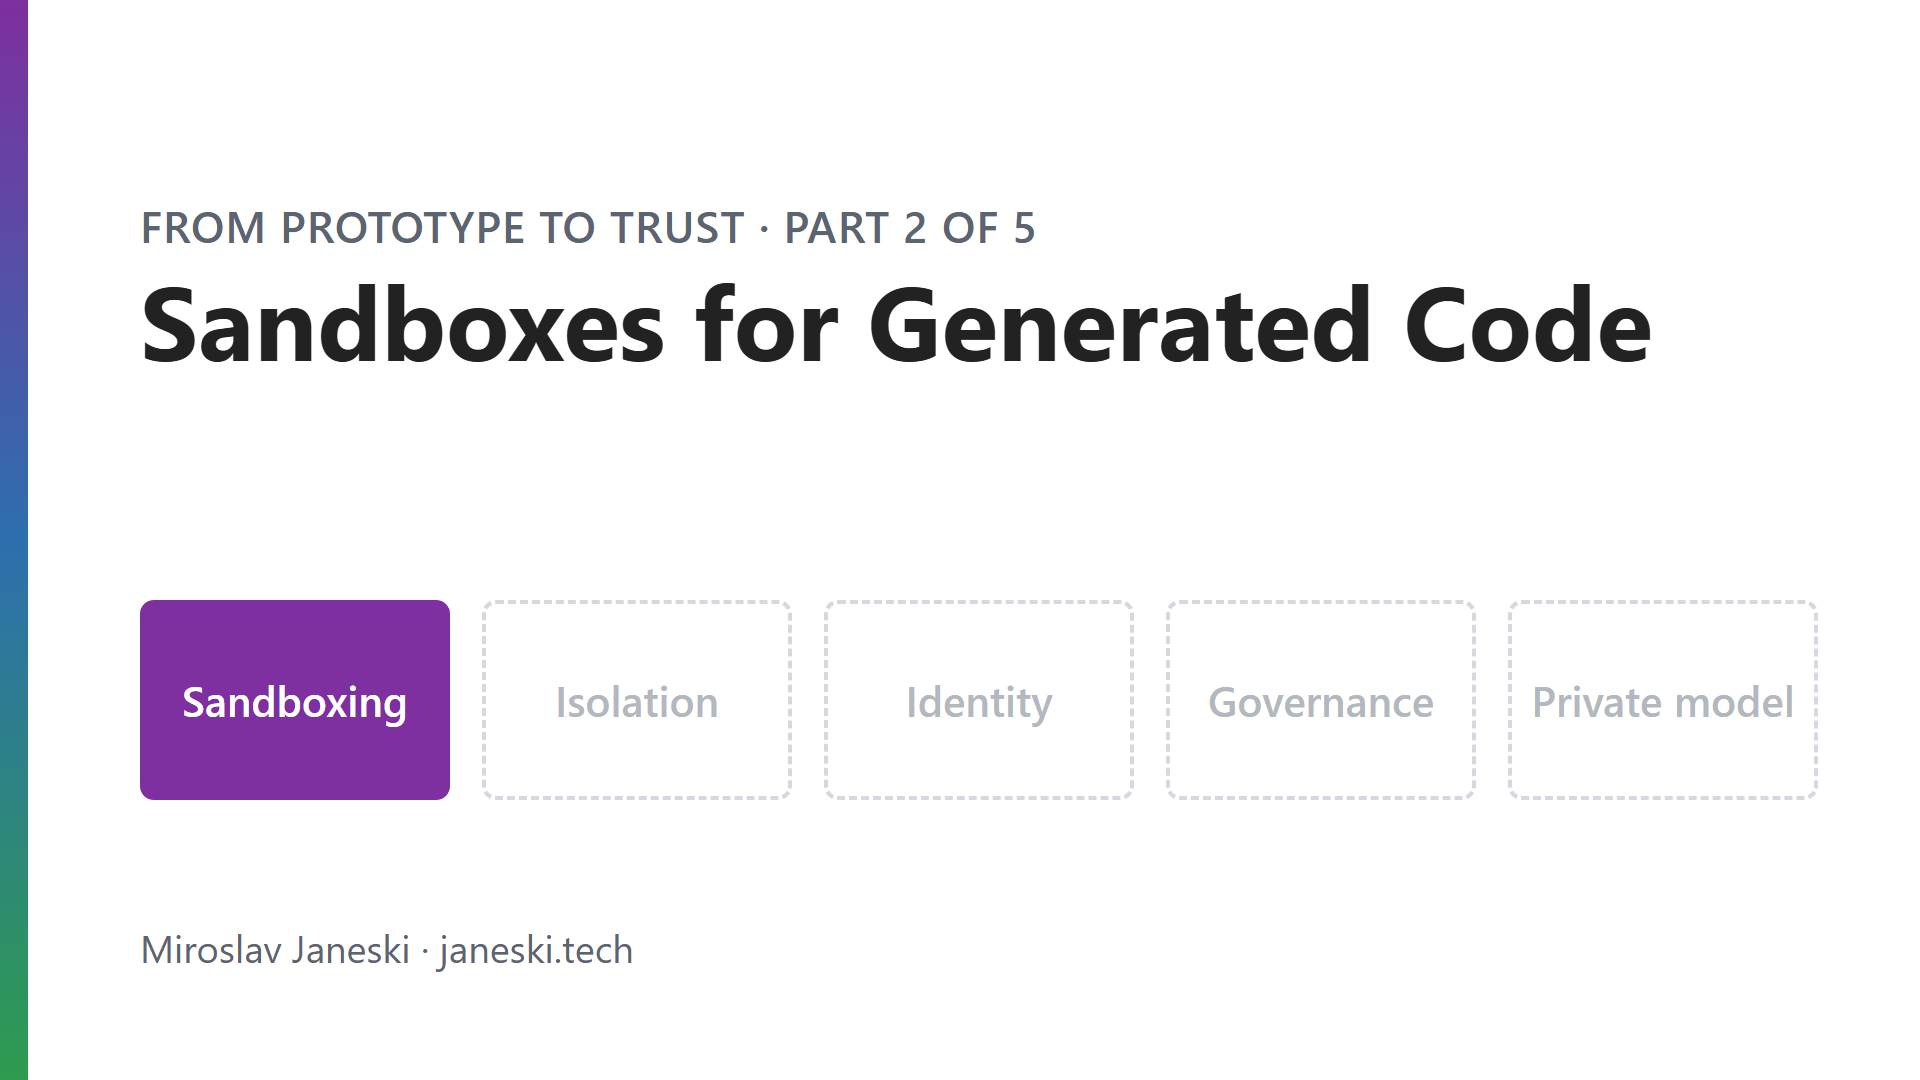 FROM PROTOTYPE TO TRUST · PART 2 OF 5
Sandboxes for Generated Code
Sandboxing
Isolation
Identity
Governance
Private model
Miroslav Janeski · janeski.tech